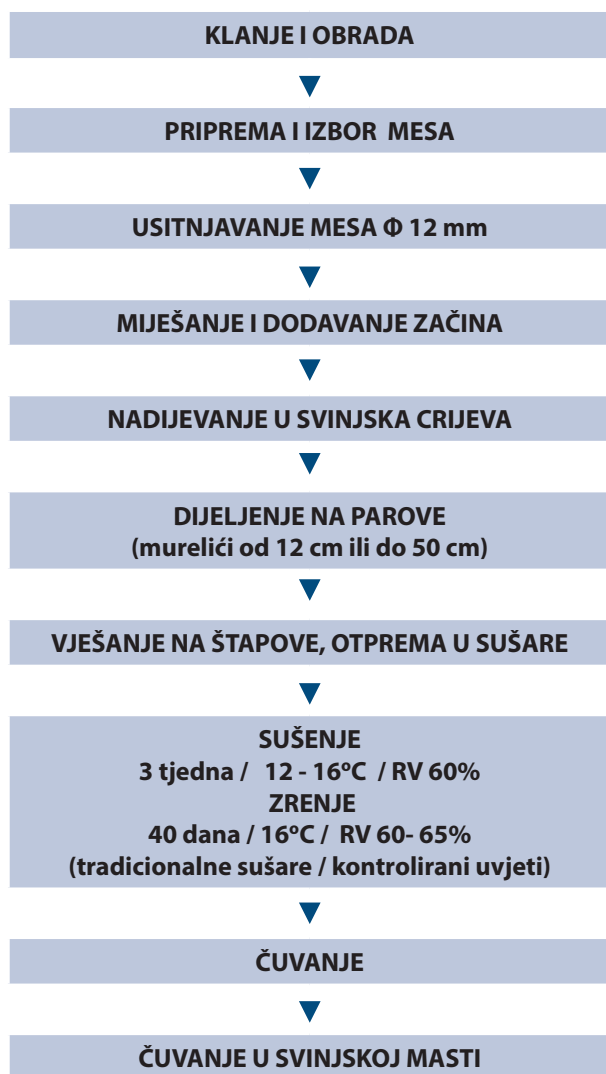 KLANJE I OBRADA
PRIPREMA I IZBOR MESA
USITNJAVANJE MESA Φ 12 mm
MIJEŠANJE I DODAVANJE ZAČINA
NADIJEVANJE U SVINJSKA CRIJEVA
DIJELJENJE NA PAROVE
(murelići od 12 cm ili do 50 cm)
VJEŠANJE NA ŠTAPOVE, OTPREMA U SUŠARE
SUŠENJE
3 tjedna / 12 - 16ºC / RV 60%
ZRENJE
40 dana / 16ºC / RV 60- 65%
(tradicionalne sušare / kontrolirani uvjeti)
ČUVANJE
ČUVANJE U SVINJSKOJ MASTI